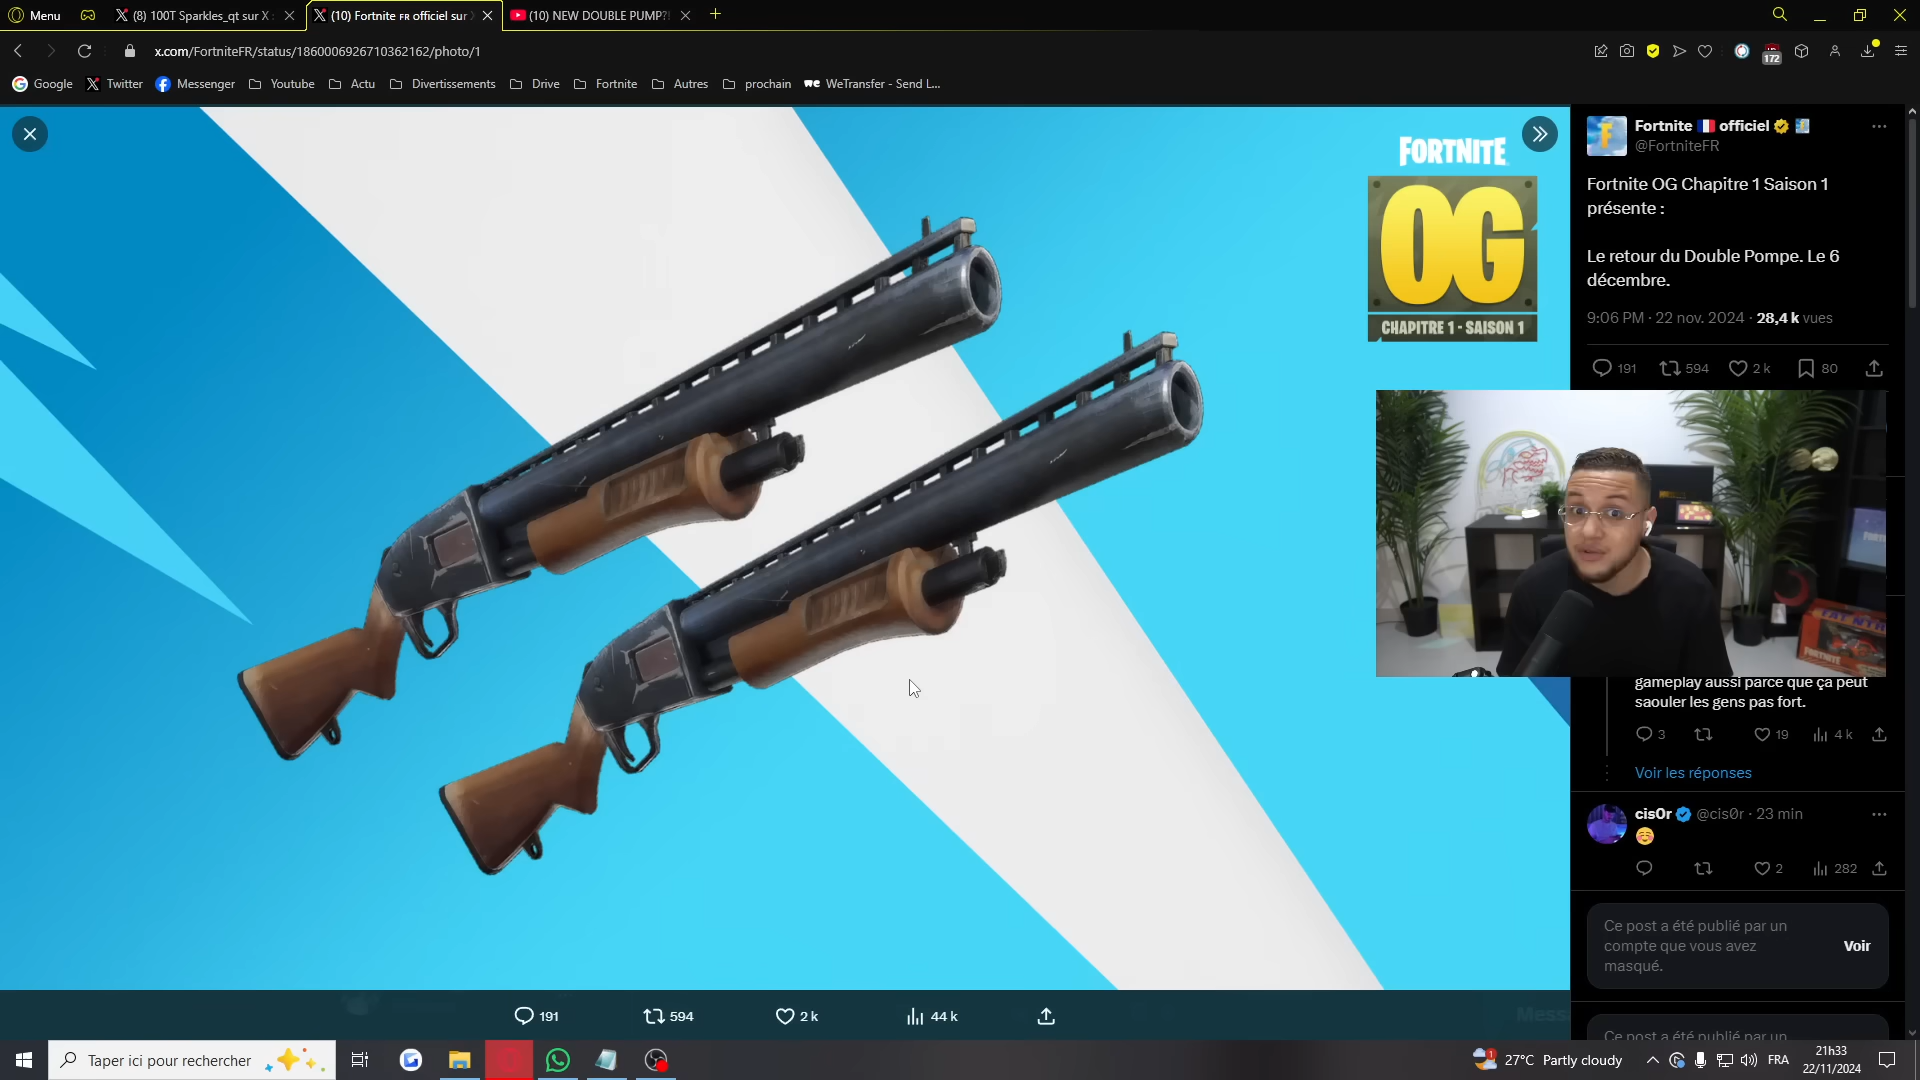 Menu
(8) 100T Sparkles_qt sur X
(10) Fortnite FR officiel sur
(10) NEW DOUBLE PUMP?
x.com/FortniteFR/status/1860006926710362162/photo/1
172
Google
Twitter
Messenger
Youtube
Actu
Divertissements
Drive
Fortnite
Autres
prochain
WeTransfer - Send L...
FORTNITE
OG
CHAPITRE 1 - SAISON 1
Fortnite 🇫🇷 officiel
@FortniteFR
Fortnite OG Chapitre 1 Saison 1
présente :
Le retour du Double Pompe. Le 6
décembre.
9:06 PM · 22 nov. 2024 · 28,4 k vues
191 594 2 k 80
gameplay aussi parce que ça peut
saouler les gens pas fort.
3 19 4 k
Voir les réponses
cis0r @cis0r · 23 min
☺️
2 282
Ce post a été publié par un
compte que vous avez
masqué.
Voir
Ce post a été publié par un
191 594 2 k 44 k
Mess
Taper ici pour rechercher
1
27°C Partly cloudy
FRA
21h33
22/11/2024